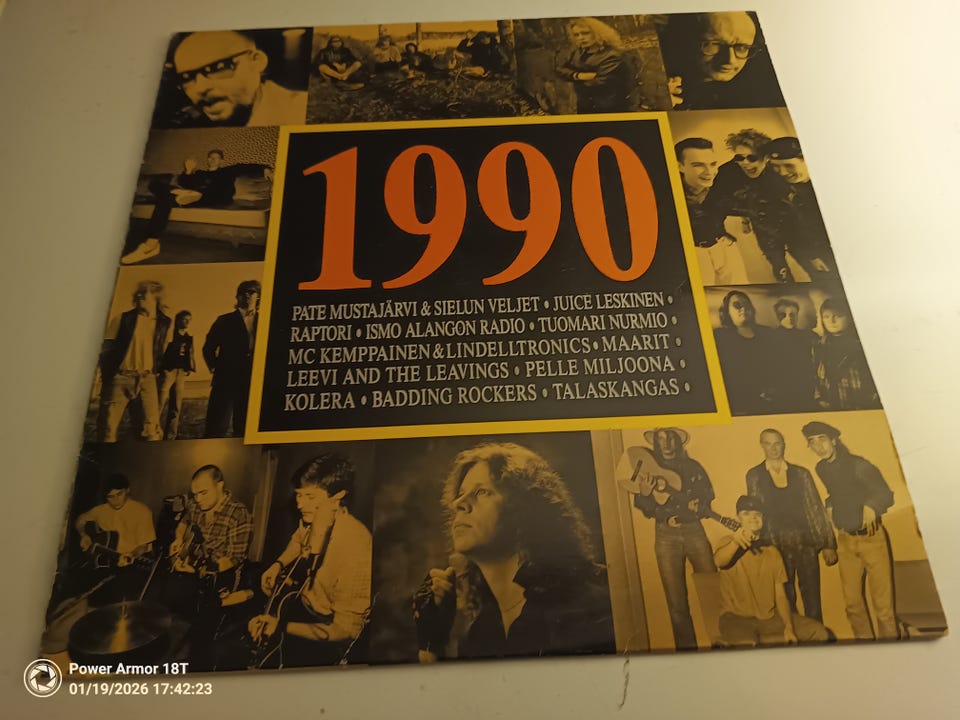 1990
PATE MUSTAJÄRVI & SIELUN VELJET • JUICE LESKINEN •
RAPTORI • ISMO ALANGON RADIO • TUOMARI NURMIO •
MC KEMPPAINEN & LINDELLTRONICS • MAARIT •
LEEVI AND THE LEAVINGS • PELLE MILJOONA •
KOLERA • BADDING ROCKERS • TALASKANGAS •
Power Armor 18T
01/19/2026 17:42:23